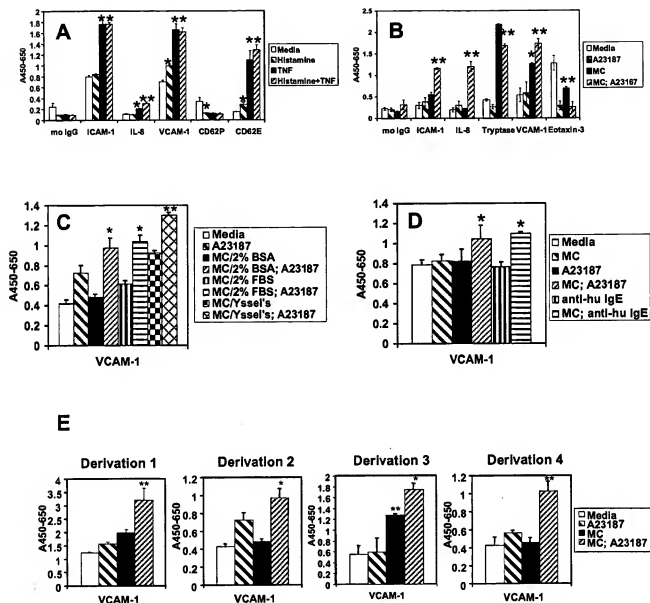 A
A450-650
2
1.8
1.6
1.4
1.2
1
0.8
0.6
0.4
0.2
0
* ** * ** * ** * * **
mo IgG ICAM-1 IL-8 VCAM-1 CD62P CD62E
Media
Histamine
TNF
Histamine+TNF
B
A450-650
2.5
2
1.5
1
0.5
0
** ** ** * ** **
mo IgG ICAM-1 IL-8 Tryptase VCAM-1 Eotaxin-3
Media
A23187
MC
MC; A23187
C
A450-650
1.4
1.2
1
0.8
0.6
0.4
0.2
0
* * **
VCAM-1
Media
A23187
MC/2% BSA
MC/2% BSA; A23187
MC/2% FBS
MC/2% FBS; A23187
MC/Yssel's
MC/Yssel's; A23187
D
A450-650
1.4
1.2
1
0.8
0.6
0.4
0.2
0
* *
VCAM-1
Media
MC
A23187
MC; A23187
anti-hu IgE
MC; anti-hu IgE
E
Derivation 1
A450-650
4
3.5
3
2.5
2
1.5
1
0.5
0
**
VCAM-1
Derivation 2
A450-650
1.2
1
0.8
0.6
0.4
0.2
0
*
VCAM-1
Derivation 3
A450-650
2
1.8
1.6
1.4
1.2
1
0.8
0.6
0.4
0.2
0
** *
VCAM-1
Derivation 4
A450-650
1.2
1
0.8
0.6
0.4
0.2
0
**
VCAM-1
Media
A23187
MC
MC; A23187